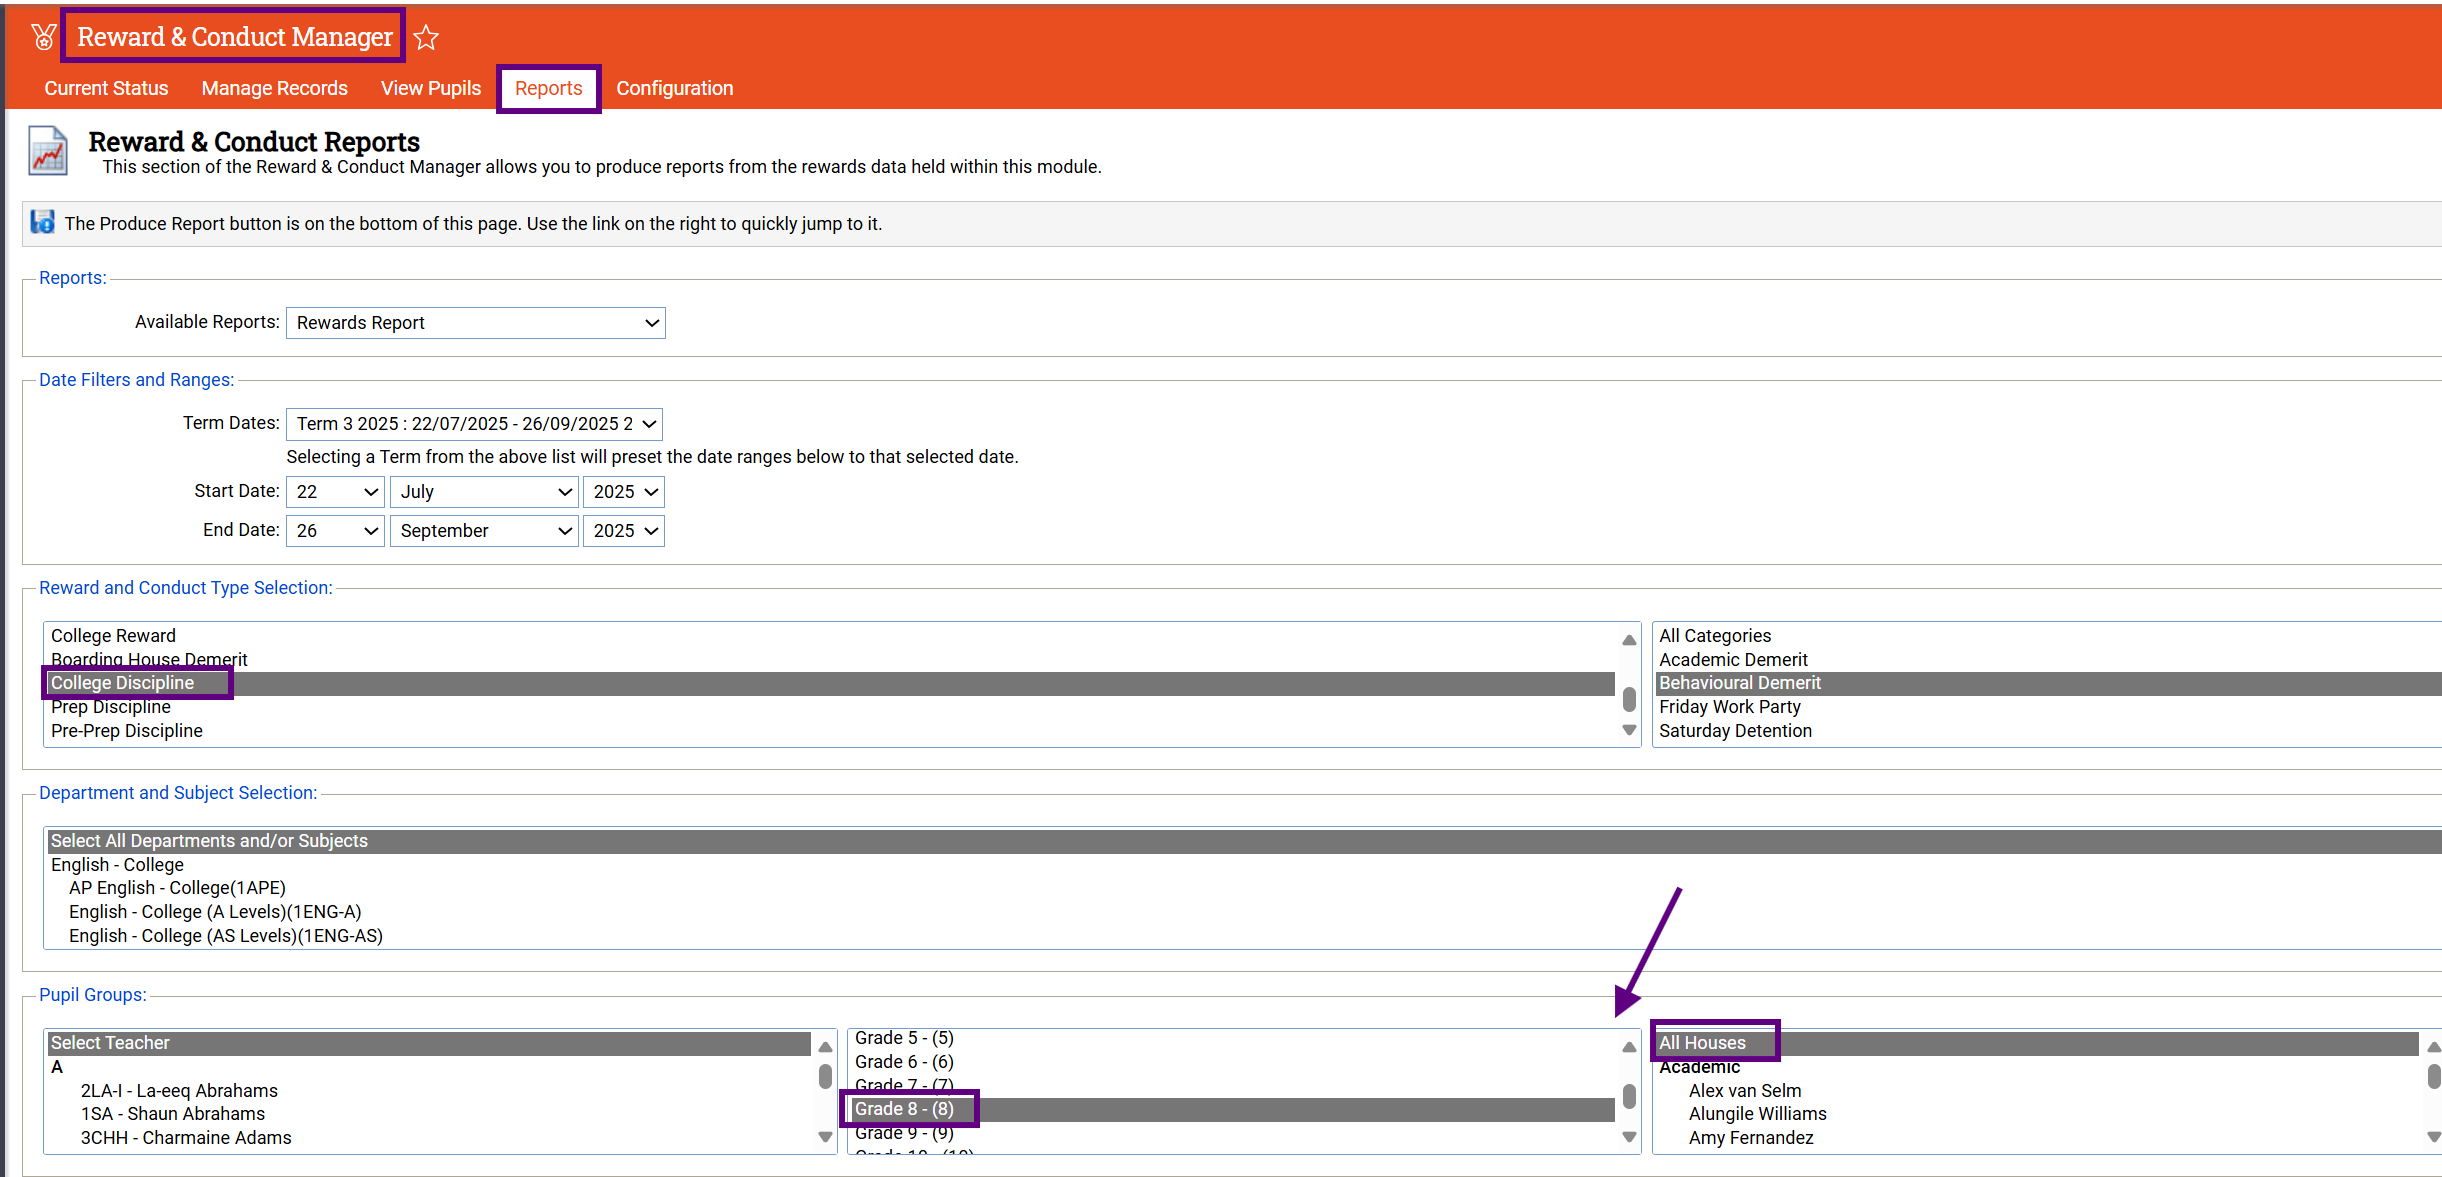 Reward & Conduct Manager
Current Status Manage Records View Pupils Reports Configuration
Reward & Conduct Reports
This section of the Reward & Conduct Manager allows you to produce reports from the rewards data held within this module.
The Produce Report button is on the bottom of this page. Use the link on the right to quickly jump to it.
Reports:
Available Reports: Rewards Report
Date Filters and Ranges:
Term Dates: Term 3 2025 : 22/07/2025 - 26/09/2025 2
Selecting a Term from the above list will preset the date ranges below to that selected date.
Start Date: 22 July 2025
End Date: 26 September 2025
Reward and Conduct Type Selection:
College Reward
Boarding House Demerit
College Discipline
Prep Discipline
Pre-Prep Discipline
All Categories
Academic Demerit
Behavioural Demerit
Friday Work Party
Saturday Detention
Department and Subject Selection:
Select All Departments and/or Subjects
English - College
AP English - College(1APE)
English - College (A Levels)(1ENG-A)
English - College (AS Levels)(1ENG-AS)
Pupil Groups:
Select Teacher
A
2LA-I - La-eeq Abrahams
1SA - Shaun Abrahams
3CHH - Charmaine Adams
Grade 5 - (5)
Grade 6 - (6)
Grade 7 - (7)
Grade 8 - (8)
Grade 9 - (9)
Grade 10 - (10)
All Houses
Academic
Alex van Selm
Alungile Williams
Amy Fernandez